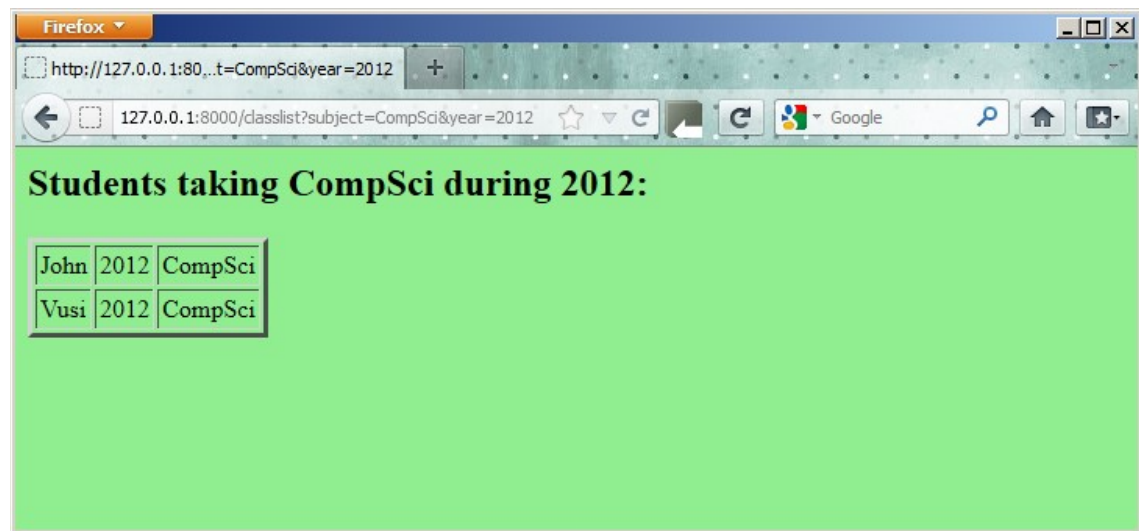 Firefox
http://127.0.0.1:80...t=CompSci&year=2012
127.0.0.1:8000/classlist?subject=CompSci&year=2012
Google
Students taking CompSci during 2012:
John 2012 CompSci
Vusi 2012 CompSci